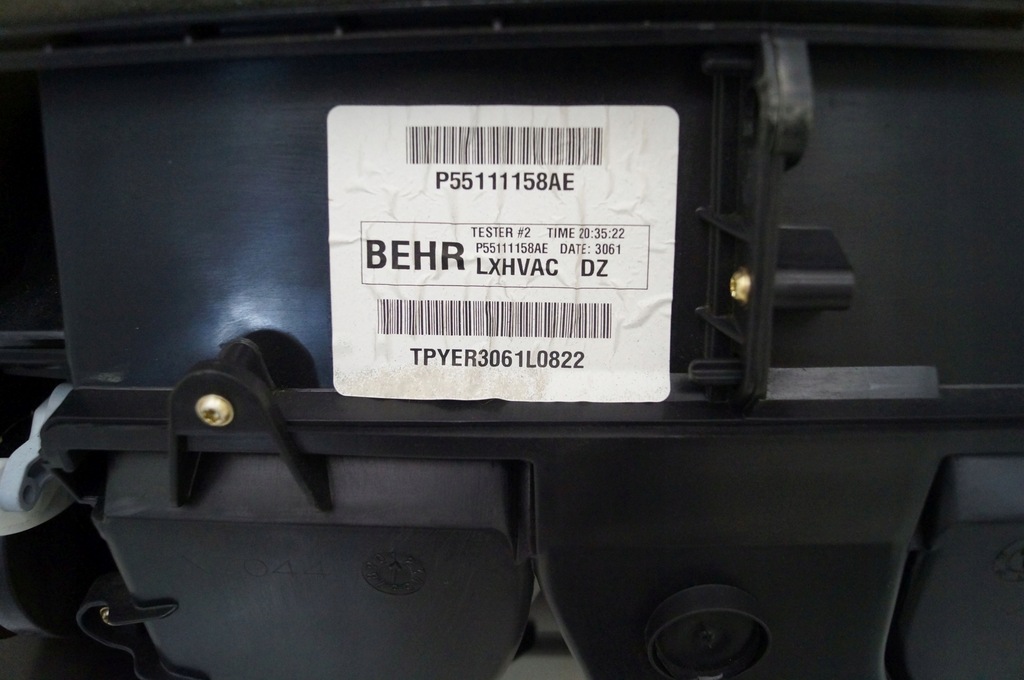 P55111158AE
TESTER #2 TIME 20:35:22
BEHR P55111158AE DATE: 3061
LXHVAC DZ
TPYER3061L0822